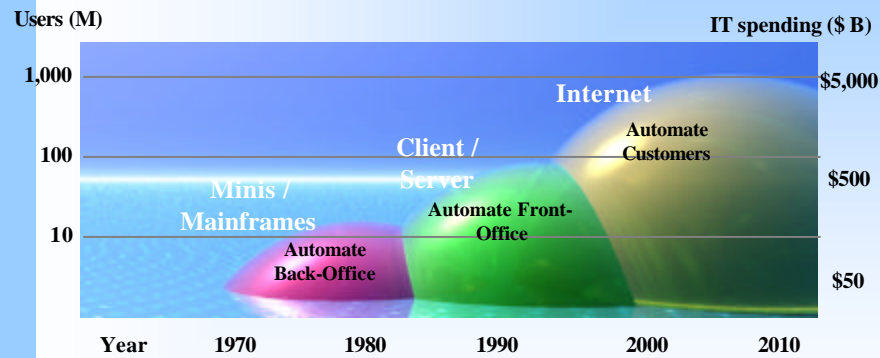 Users (M)
IT spending ($ B)
1,000
$5,000
Internet
Automate
Customers
100
Client /
Server
$500
Minis /
Mainframes
Automate Front-
Office
10
Automate
Back-Office
$50
Year 1970 1980 1990 2000 2010